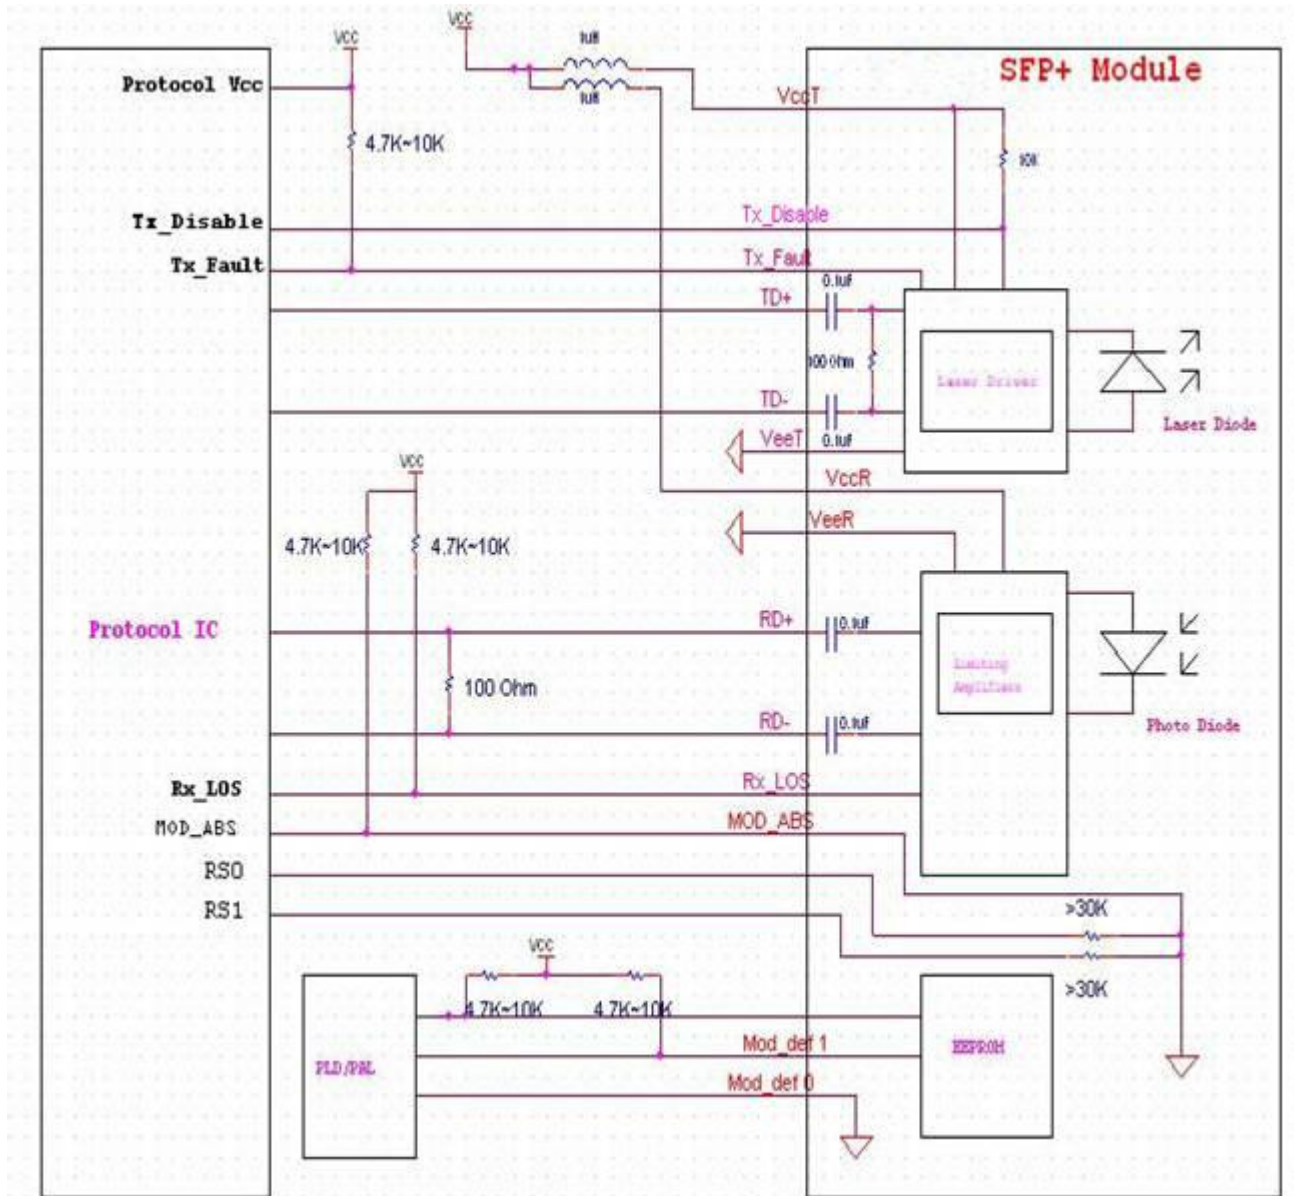 Vcc
Vcc
1uH
1uH
SFP+ Module
Protocol Vcc
VccT
4.7K~10K
10K
Tx_Disable
Tx_Disable
Tx_Fault
Tx_Fault
0.1uf
TD+
100 Ohm
Laser Driver
TD-
Laser Diode
VeeT
0.1uf
Vcc
VccR
VeeR
4.7K~10K
4.7K~10K
Protocol IC
RD+
0.1uf
Limiting
Amplifiers
100 Ohm
RD-
0.1uf
Photo Diode
Rx_LOS
Rx_LOS
MOD_ABS
MOD_ABS
RS0
RS1
>30K
Vcc
>30K
4.7K~10K
4.7K~10K
Mod_def 1
EEPROM
PLD/PAL
Mod_def 0